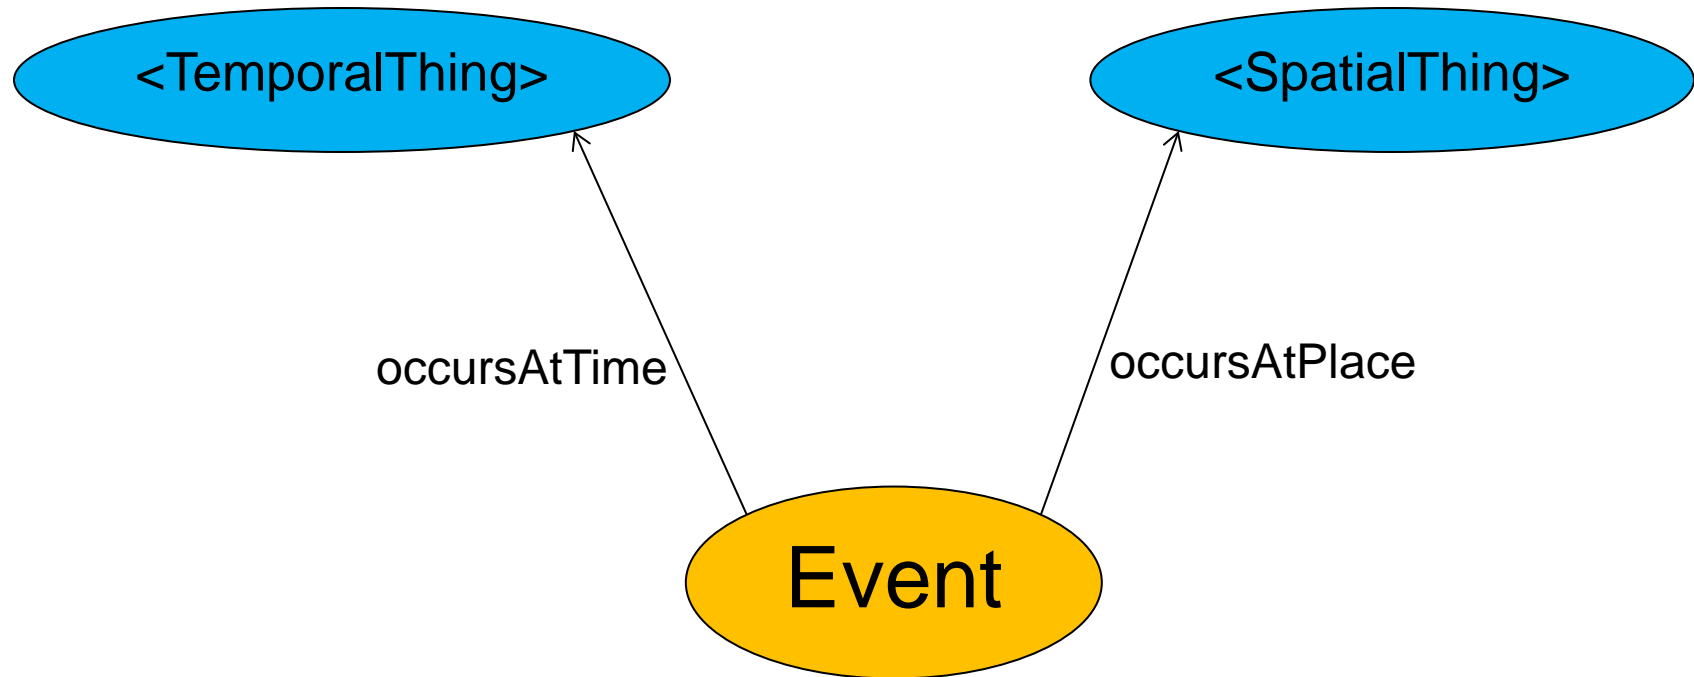 <TemporalThing>
<SpatialThing>
occursAtTime
occursAtPlace
Event